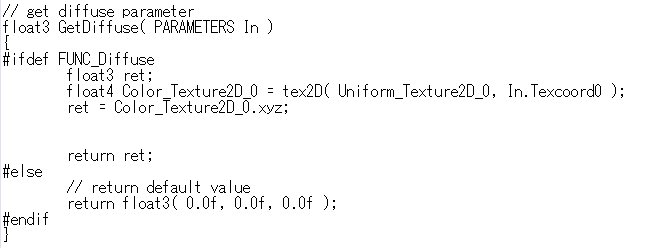 // get diffuse parameter
float3 GetDiffuse( PARAMETERS In )
{
#ifdef FUNC_Diffuse
        float3 ret;
        float4 Color_Texture2D_0 = tex2D( Uniform_Texture2D_0, In.Texcoord0 );
        ret = Color_Texture2D_0.xyz;
        return ret;
#else
        // return default value
        return float3( 0.0f, 0.0f, 0.0f );
#endif
}